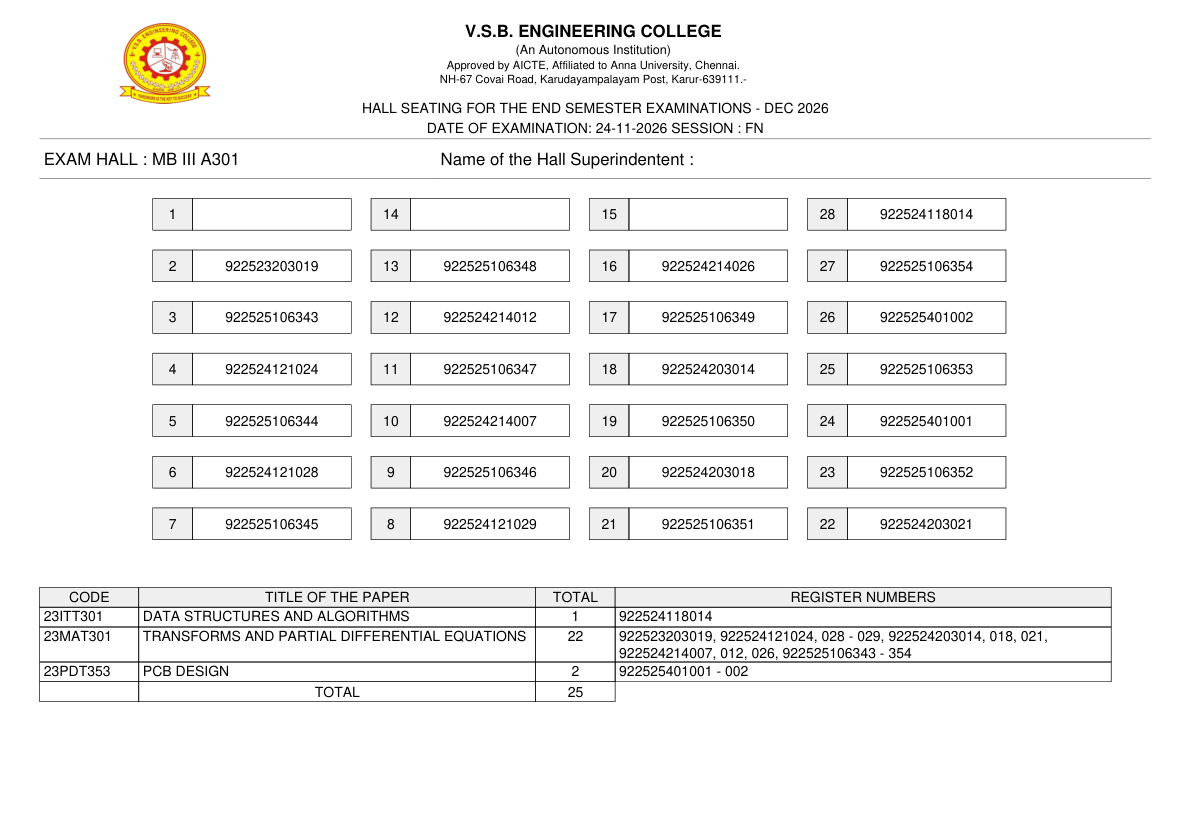 V.S.B. ENGINEERING COLLEGE
(An Autonomous Institution)
Approved by AICTE, Affiliated to Anna University, Chennai.
NH-67 Covai Road, Karudayampalayam Post, Karur-639111.-
HALL SEATING FOR THE END SEMESTER EXAMINATIONS - DEC 2026
DATE OF EXAMINATION: 24-11-2026 SESSION : FN
EXAM HALL : MB III A301 Name of the Hall Superintendent :
1 14 15 28 922524118014
2 922523203019 13 922525106348 16 922524214026 27 922525106354
3 922525106343 12 922524214012 17 922525106349 26 922525401002
4 922524121024 11 922525106347 18 922524203014 25 922525106353
5 922525106344 10 922524214007 19 922525106350 24 922525401001
6 922524121028 9 922525106346 20 922524203018 23 922525106352
7 922525106345 8 922524121029 21 922525106351 22 922524203021
CODE TITLE OF THE PAPER TOTAL REGISTER NUMBERS
23ITT301 DATA STRUCTURES AND ALGORITHMS 1 922524118014
23MAT301 TRANSFORMS AND PARTIAL DIFFERENTIAL EQUATIONS 22 922523203019, 922524121024, 028 - 029, 922524203014, 018, 021,
922524214007, 012, 026, 922525106343 - 354
23PDT353 PCB DESIGN 2 922525401001 - 002
TOTAL 25